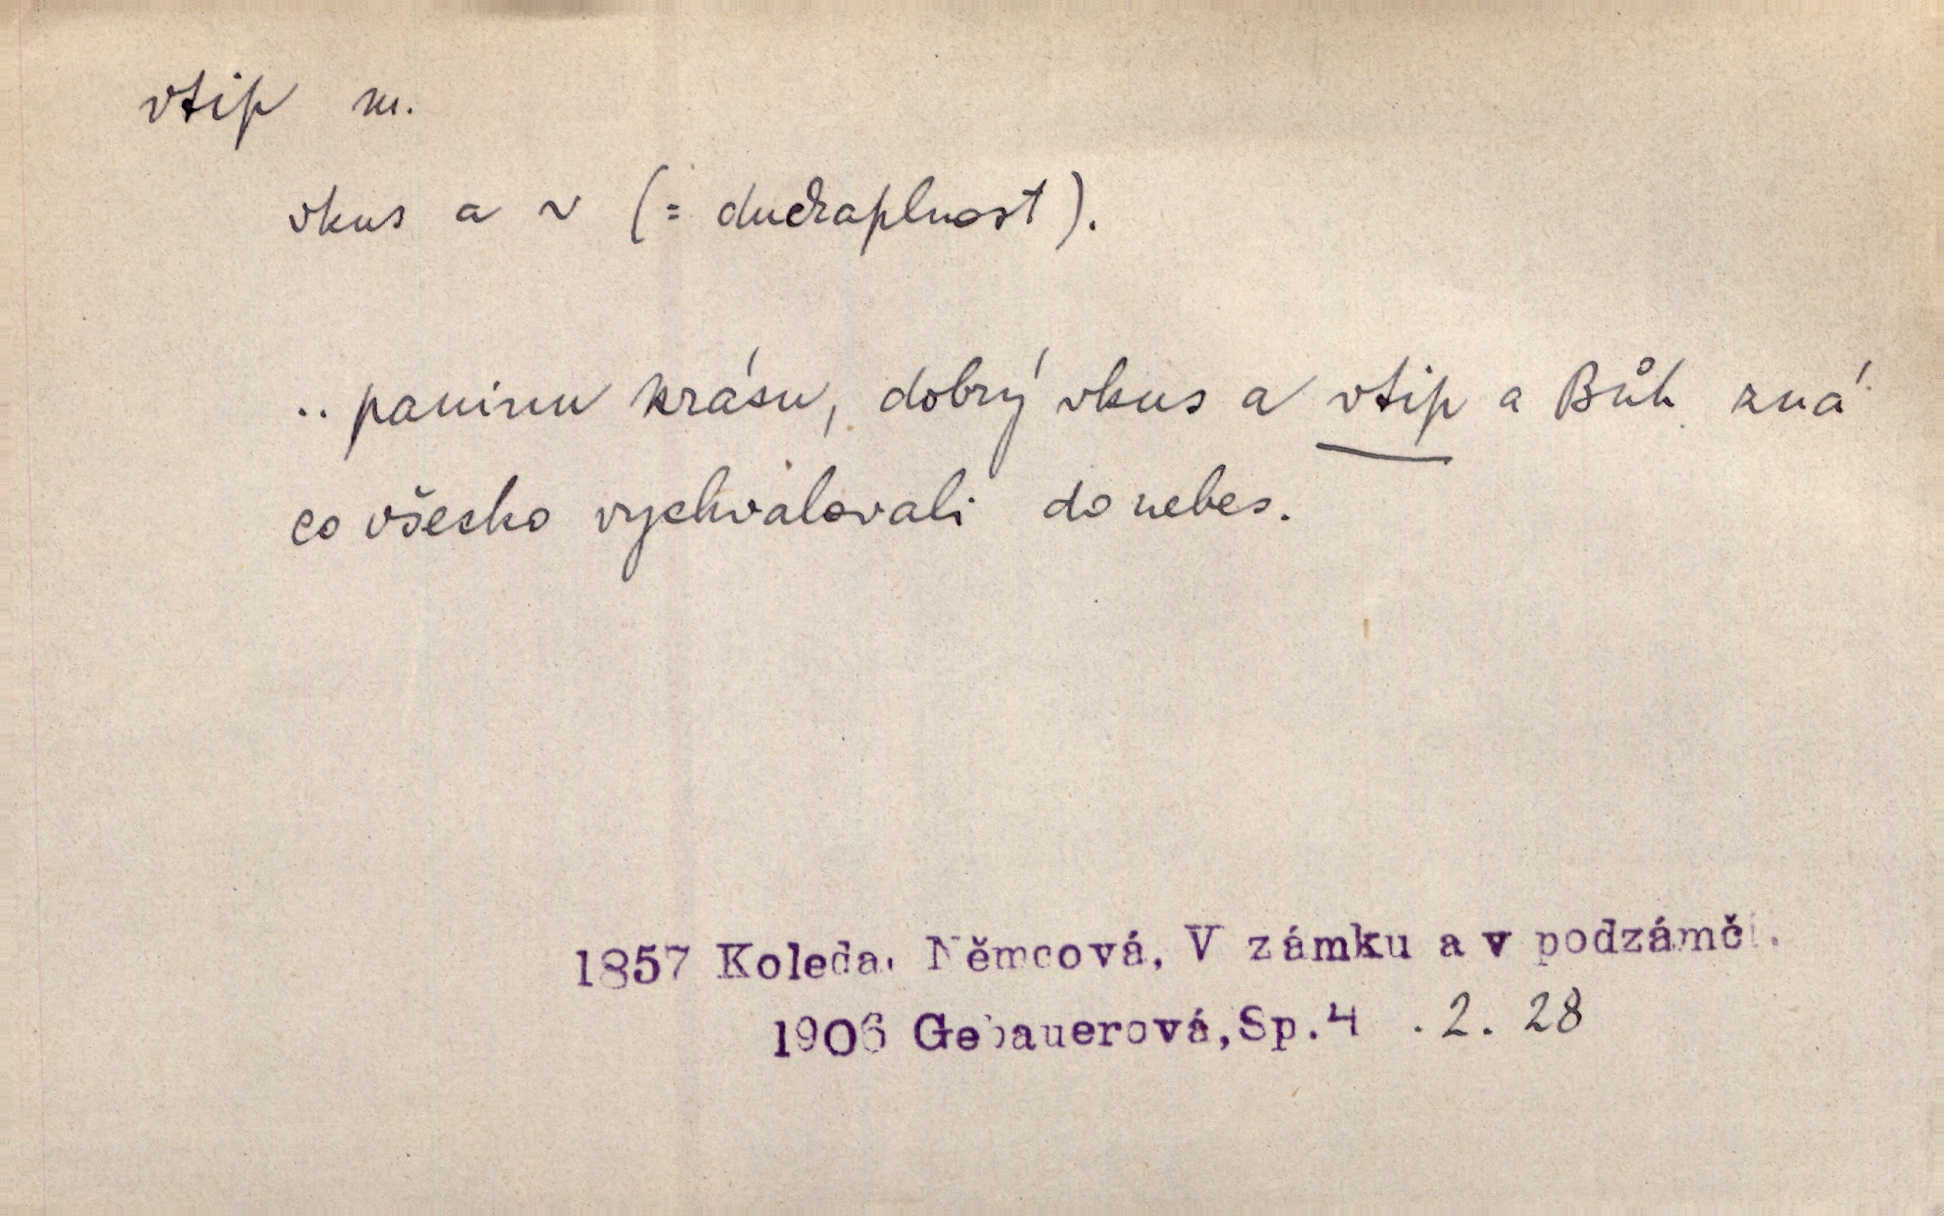 vtip m.
vkus a ~ (= duchaplnost).
.. paninu krásu, dobrý vkus a vtip a Bůh zná
co všecko vychvalovali do nebes.
1857 Koleda. Němcová, V zámku a v podzámčí.
1906 Gebauerová, Sp.4 . 2. 28